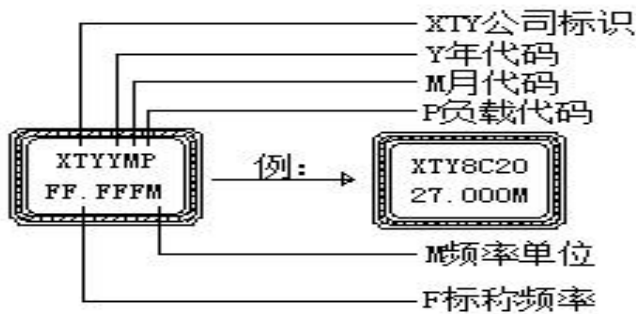 XTY公司标识
Y年代码
M月代码
P负载代码
XTYYMP
FF.FFFM
例：
XTY8C20
27.000M
M频率单位
F标称频率